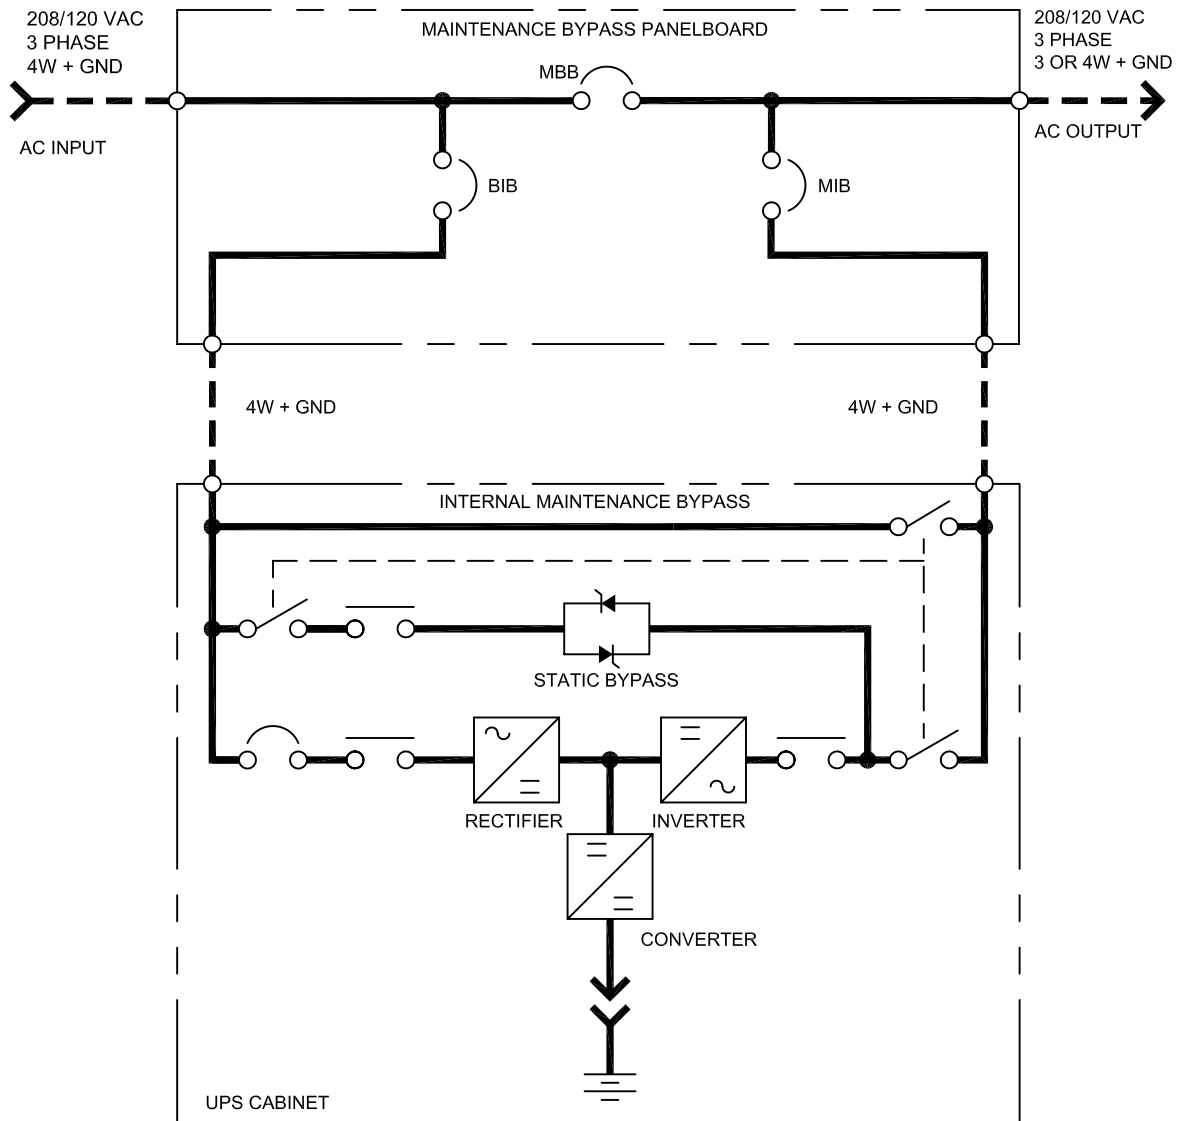 208/120 VAC
3 PHASE
4W + GND
AC INPUT
MAINTENANCE BYPASS PANELBOARD
MBB
208/120 VAC
3 PHASE
3 OR 4W + GND
AC OUTPUT
BIB
MIB
4W + GND
4W + GND
INTERNAL MAINTENANCE BYPASS
STATIC BYPASS
RECTIFIER
INVERTER
CONVERTER
UPS CABINET